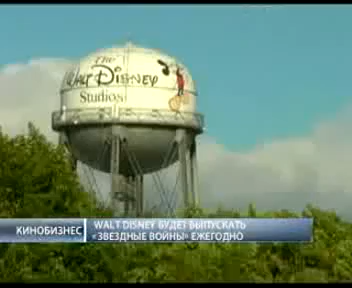 The
WALT DISNEY
Studios
КИНОБИЗНЕС
WALT DISNEY БУДЕТ ВЫПУСКАТЬ
«ЗВЕЗДНЫЕ ВОЙНЫ» ЕЖЕГОДНО